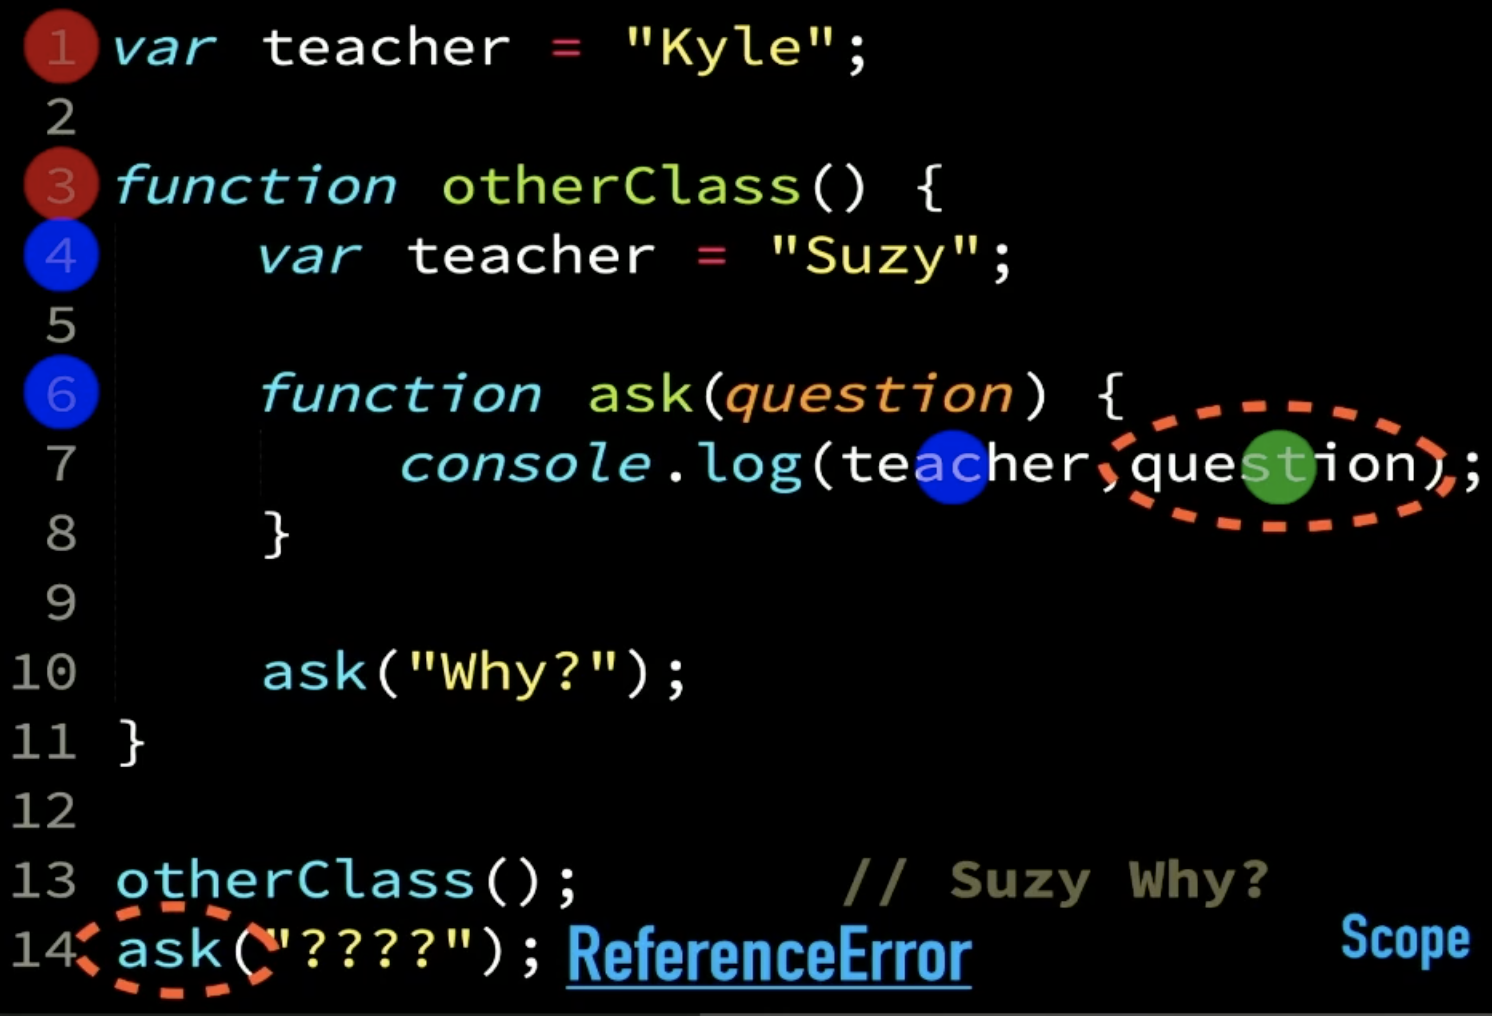 1 var teacher = "Kyle";
2
3 function otherClass() {
4     var teacher = "Suzy";
5
6     function ask(question) {
7         console.log(teacher,question);
8     }
9
10     ask("Why?");
11 }
12
13 otherClass();          // Suzy Why?
14 ask("????"); ReferenceError
Scope